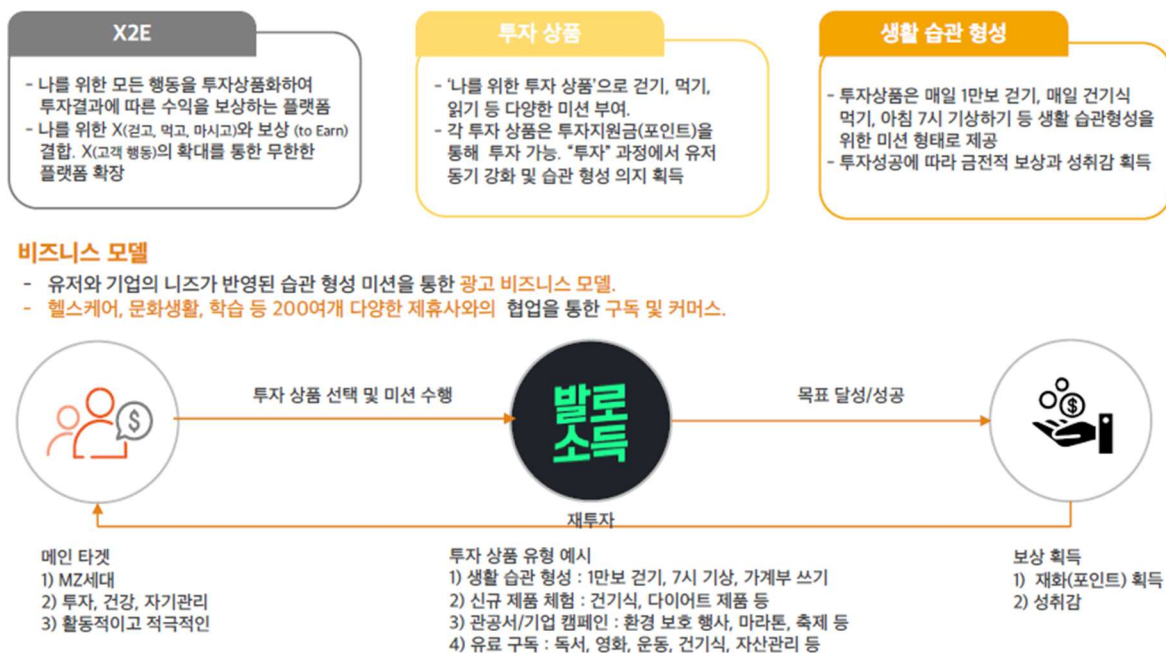 X2E
- 나를 위한 모든 행동을 투자상품화하여
투자결과에 따른 수익을 보상하는 플랫폼
- 나를 위한 X(걷고, 먹고, 마시고)와 보상 (to Earn)
결합. X(고객 행동)의 확대를 통한 무한한
플랫폼 확장
투자 상품
- ‘나를 위한 투자 상품’으로 걷기, 먹기,
읽기 등 다양한 미션 부여.
- 각 투자 상품은 투자지원금(포인트)을
통해 투자 가능. “투자” 과정에서 유저
동기 강화 및 습관 형성 의지 획득
생활 습관 형성
- 투자상품은 매일 1만보 걷기, 매일 건기식
먹기, 아침 7시 기상하기 등 생활 습관형성을
위한 미션 형태로 제공
- 투자성공에 따라 금전적 보상과 성취감 획득
비즈니스 모델
- 유저와 기업의 니즈가 반영된 습관 형성 미션을 통한 광고 비즈니스 모델.
- 헬스케어, 문화생활, 학습 등 200여개 다양한 제휴사와의 협업을 통한 구독 및 커머스.
투자 상품 선택 및 미션 수행
발로
소득
목표 달성/성공
재투자
메인 타겟
1) MZ세대
2) 투자, 건강, 자기관리
3) 활동적이고 적극적인
투자 상품 유형 예시
1) 생활 습관 형성 : 1만보 걷기, 7시 기상, 가계부 쓰기
2) 신규 제품 체험 : 건기식, 다이어트 제품 등
3) 관공서/기업 캠페인 : 환경 보호 행사, 마라톤, 축제 등
4) 유료 구독 : 독서, 영화, 운동, 건기식, 자산관리 등
보상 획득
1) 재화(포인트) 획득
2) 성취감